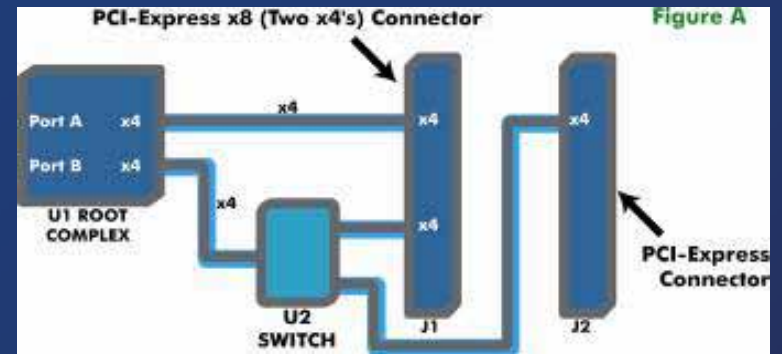 PCI-Express x8 (Two x4's) Connector
Figure A
Port A x4
x4
x4
x4
Port B x4
x4
x4
U1 ROOT
COMPLEX
PCI-Express
Connector
U2
SWITCH
J1
J2